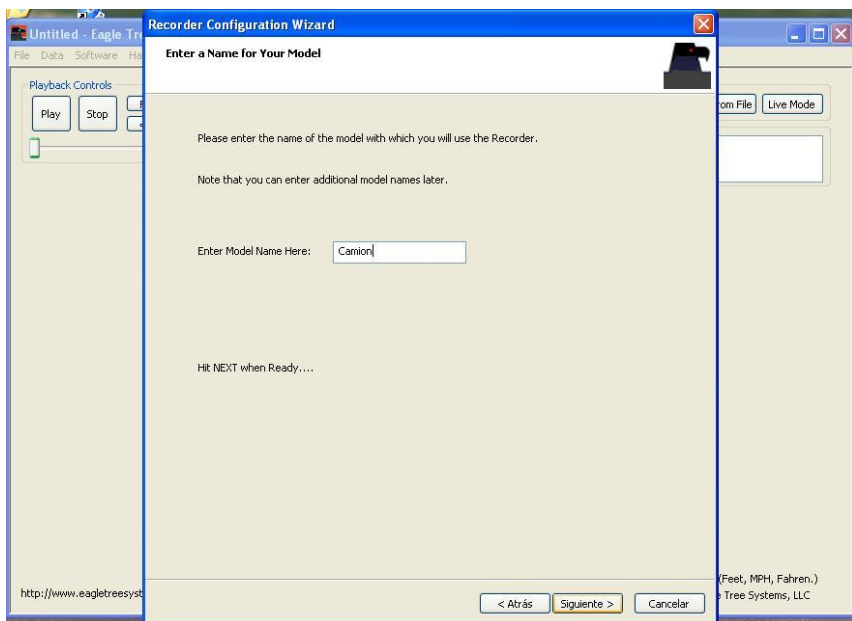 Recorder Configuration Wizard
Untitled - Eagle Tre
File Data Software Ha
Enter a Name for Your Model
Playback Controls
Play
Stop
rom File
Live Mode
Please enter the name of the model with which you will use the Recorder.
Note that you can enter additional model names later.
Enter Model Name Here:
Camion
Hit NEXT when Ready....
(Feet, MPH, Fahren.)
http://www.eagletreesyst
e Tree Systems, LLC
< Atrás
Siguiente >
Cancelar